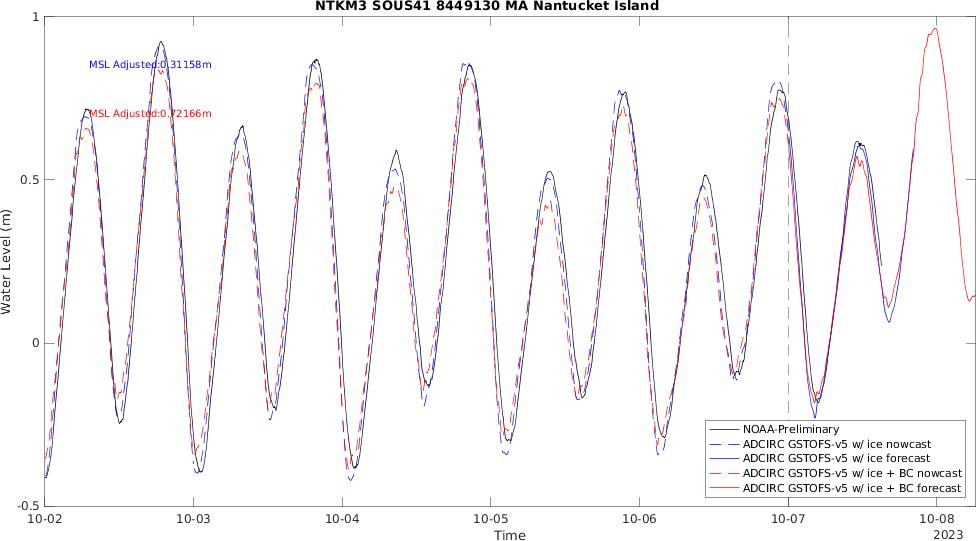 NTKM3 SOUS41 8449130 MA Nantucket Island
1
0.5
0
-0.5
Water Level (m)
MSL Adjusted:0.31158m
MSL Adjusted:0.72166m
10-02
10-03
10-04
10-05
10-06
10-07
10-08
Time
2023
NOAA-Preliminary
ADCIRC GSTOFS-v5 w/ ice nowcast
ADCIRC GSTOFS-v5 w/ ice forecast
ADCIRC GSTOFS-v5 w/ ice + BC nowcast
ADCIRC GSTOFS-v5 w/ ice + BC forecast